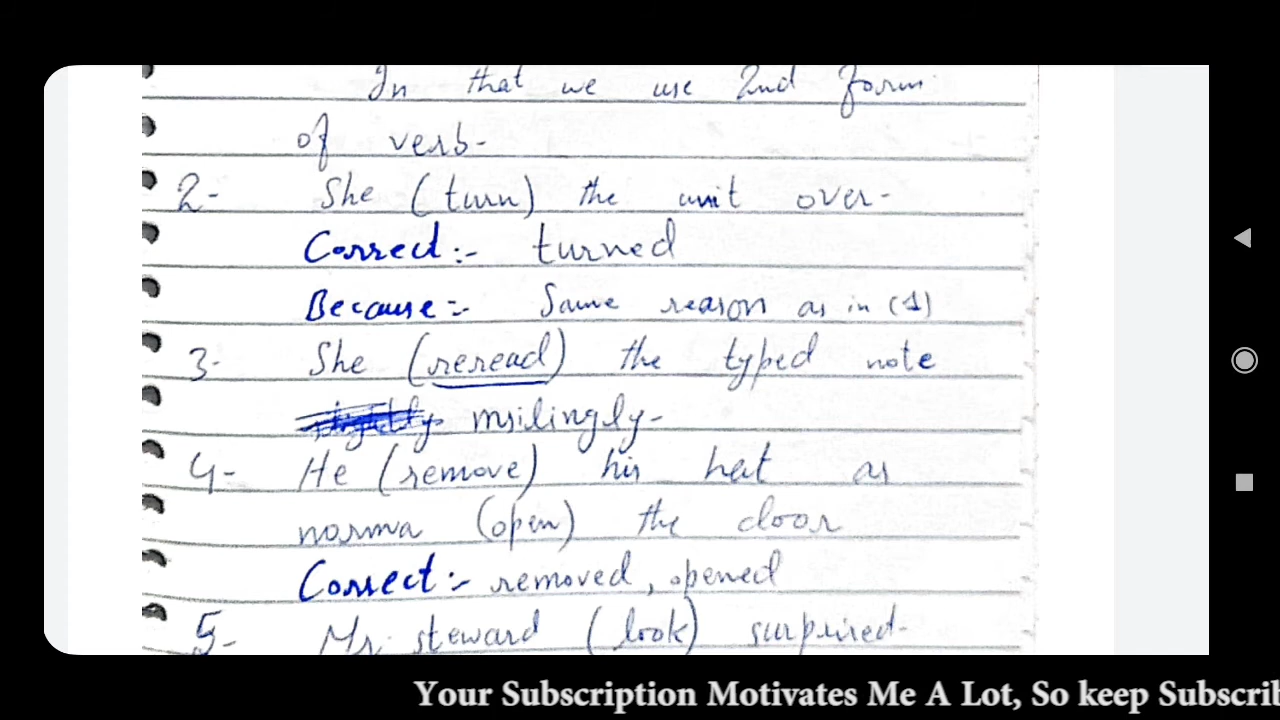 In that we use 2nd form
of verb-
2- She (turn) the unit over-
Correct:- turned
Because:- Same reason as in (1)
3- She (reread) the typed note
msilingly-
4- He (remove) his hat as
norma (open) the door
Correct:- removed, opened
5- Mr. steward (look) surprised-
Your Subscription Motivates Me A Lot, So keep Subscrib